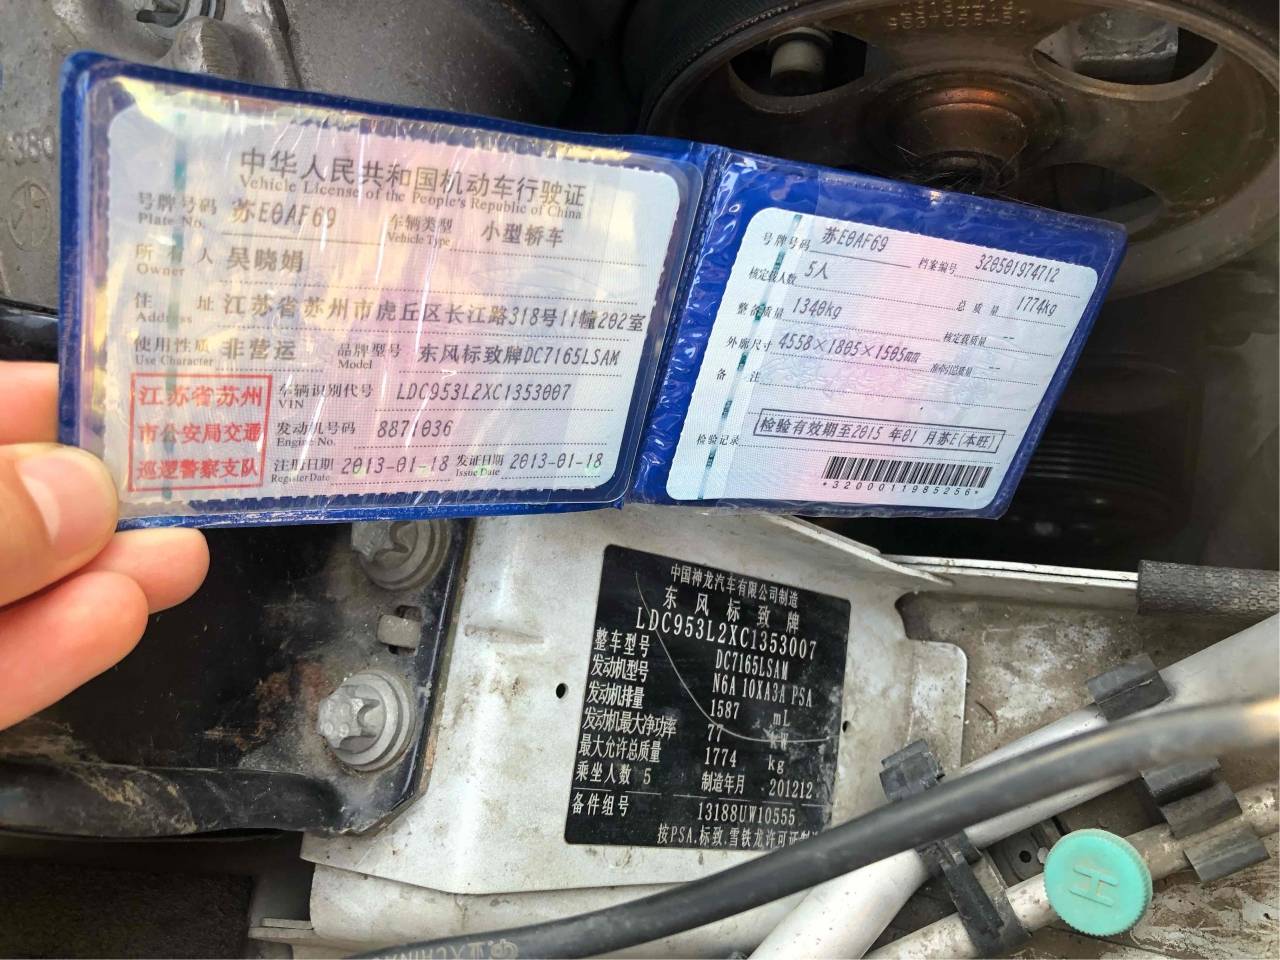 中华人民共和国机动车行驶证
Vehicle License of the People's Republic of China
号牌号码 苏E0AF69 车辆类型 小型轿车
Plate No. Vehicle Type
所有人 吴晓娟
Owner
住址 江苏省苏州市虎丘区长江路318号11幢202室
Address
使用性质 非营运 品牌型号 东风标致牌DC7165LSAM
Use Character Model
江苏省苏州
市公安局交通
巡逻警察支队
车辆识别代号 LDC953L2XC1353007
VIN
发动机号码 8871036
Engine No.
注册日期 2013-01-18 发证日期 2013-01-18
Register Date Issue Date
号牌号码 苏E0AF69 档案编号 320501974712
核定载人数 5人 总质量 1774kg
整备质量 1340kg 核定载质量 --
外廓尺寸 4558×1805×1505mm 准牵引总质量 --
备注
检验记录 检验有效期至2015年01月苏E(本旺)
*3200011985256*
中国神龙汽车有限公司制造
东风标致牌
LDC953L2XC1353007
整车型号 DC7165LSAM
发动机型号 N6A 10XA3A PSA
发动机排量 1587 mL
发动机最大净功率 77 kW
最大允许总质量 1774 kg
乘坐人数 5 制造年月 201212
备件组号 13188UW10555
按PSA.标致.雪铁龙许可证制造
H